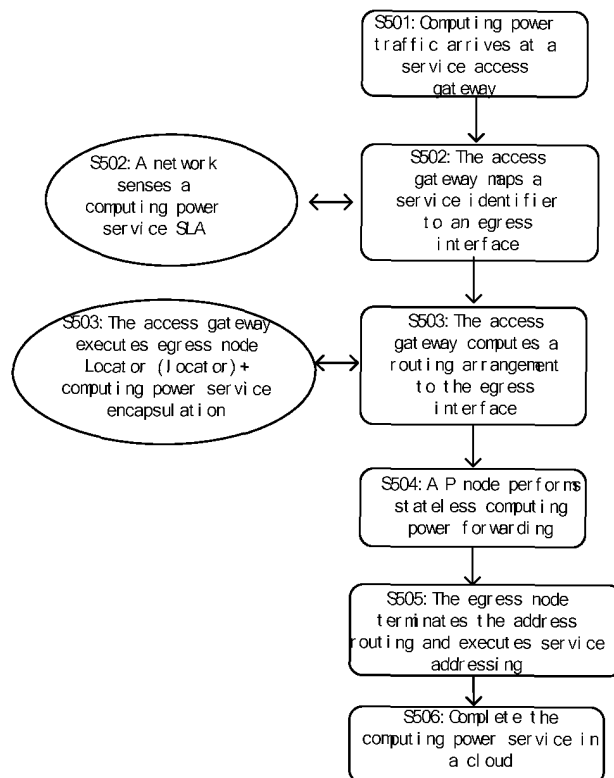 S501: Computing power
traffic arrives at a
service access
gateway
S502: A network
senses a
computing power
service SLA
S502: The access
gateway maps a
service identifier
to an egress
interface
S503: The access gateway
executes egress node
Locator (locator)+
computing power service
encapsulation
S503: The access
gateway computes a
routing arrangement
to the egress
interface
S504: A P node performs
stateless computing
power forwarding
S505: The egress node
terminates the address
routing and executes service
addressing
S506: Complete the
computing power service in
a cloud